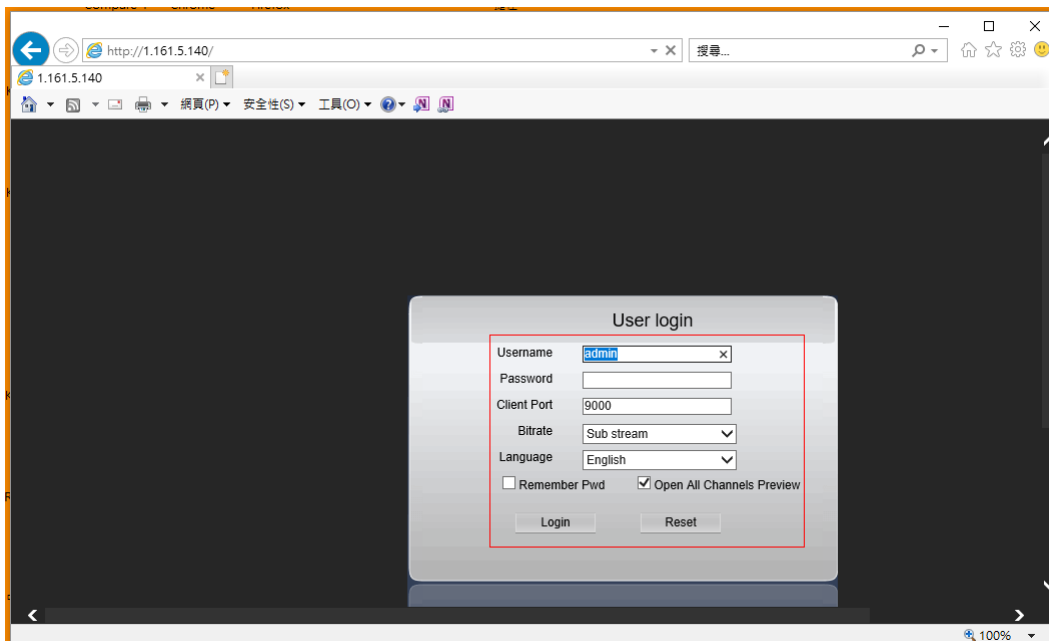 http://1.161.5.140/
搜尋...
1.161.5.140
網頁(P) 安全性(S) 工具(O)
User login
Username admin
Password
Client Port 9000
Bitrate Sub stream
Language English
Remember Pwd Open All Channels Preview
Login Reset
100%